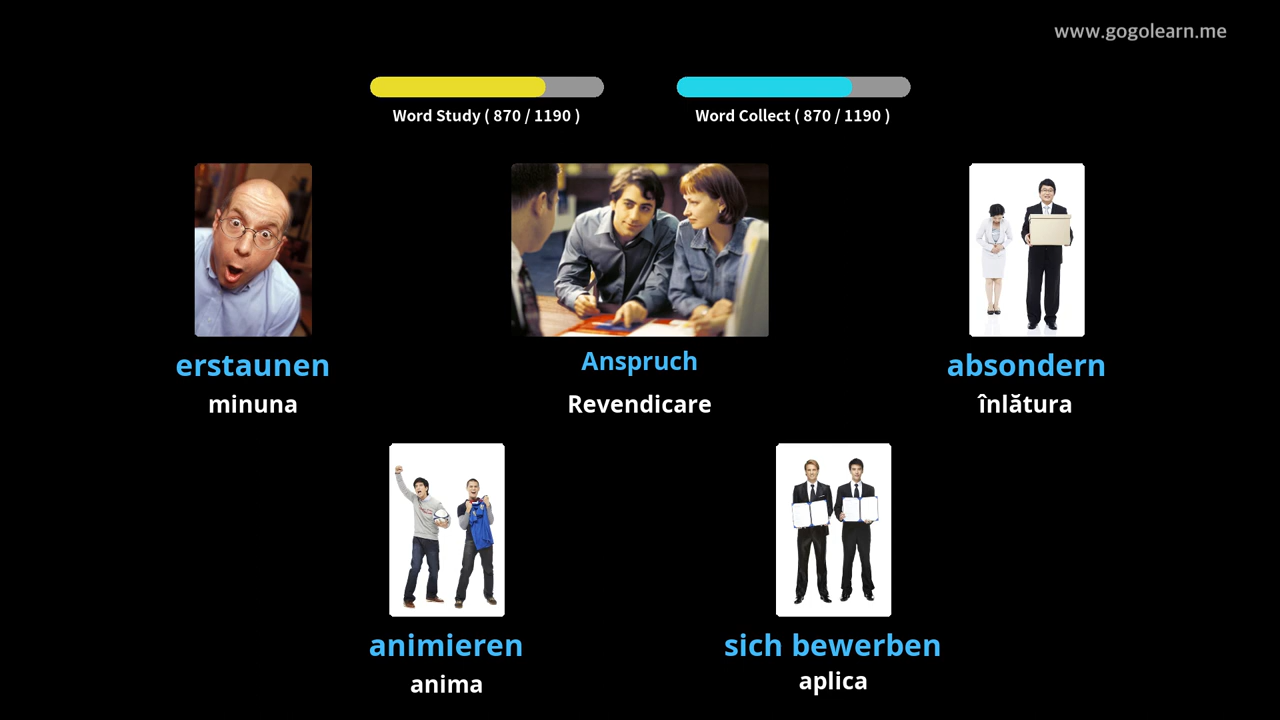 www.gogolearn.me
Word Study ( 870 / 1190 )
Word Collect ( 870 / 1190 )
erstaunen
minuna
Anspruch
Revendicare
absondern
înlătura
animieren
anima
sich bewerben
aplica